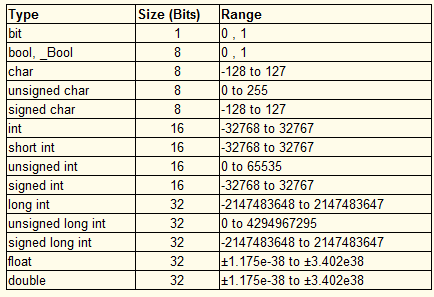 Type Size (Bits) Range
bit 1 0 , 1
bool, _Bool 8 0 , 1
char 8 -128 to 127
unsigned char 8 0 to 255
signed char 8 -128 to 127
int 16 -32768 to 32767
short int 16 -32768 to 32767
unsigned int 16 0 to 65535
signed int 16 -32768 to 32767
long int 32 -2147483648 to 2147483647
unsigned long int 32 0 to 4294967295
signed long int 32 -2147483648 to 2147483647
float 32 ±1.175e-38 to ±3.402e38
double 32 ±1.175e-38 to ±3.402e38